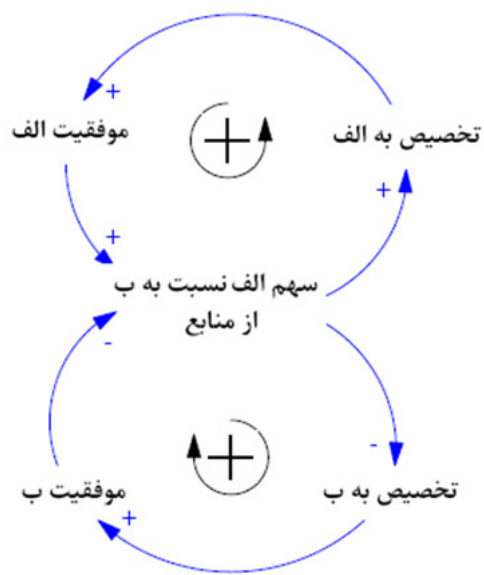 +
موفقیت الف
+
تخصیص به الف
+
+
سهم الف نسبت به ب
از منابع
-
-
+
موفقیت ب
تخصیص به ب
+